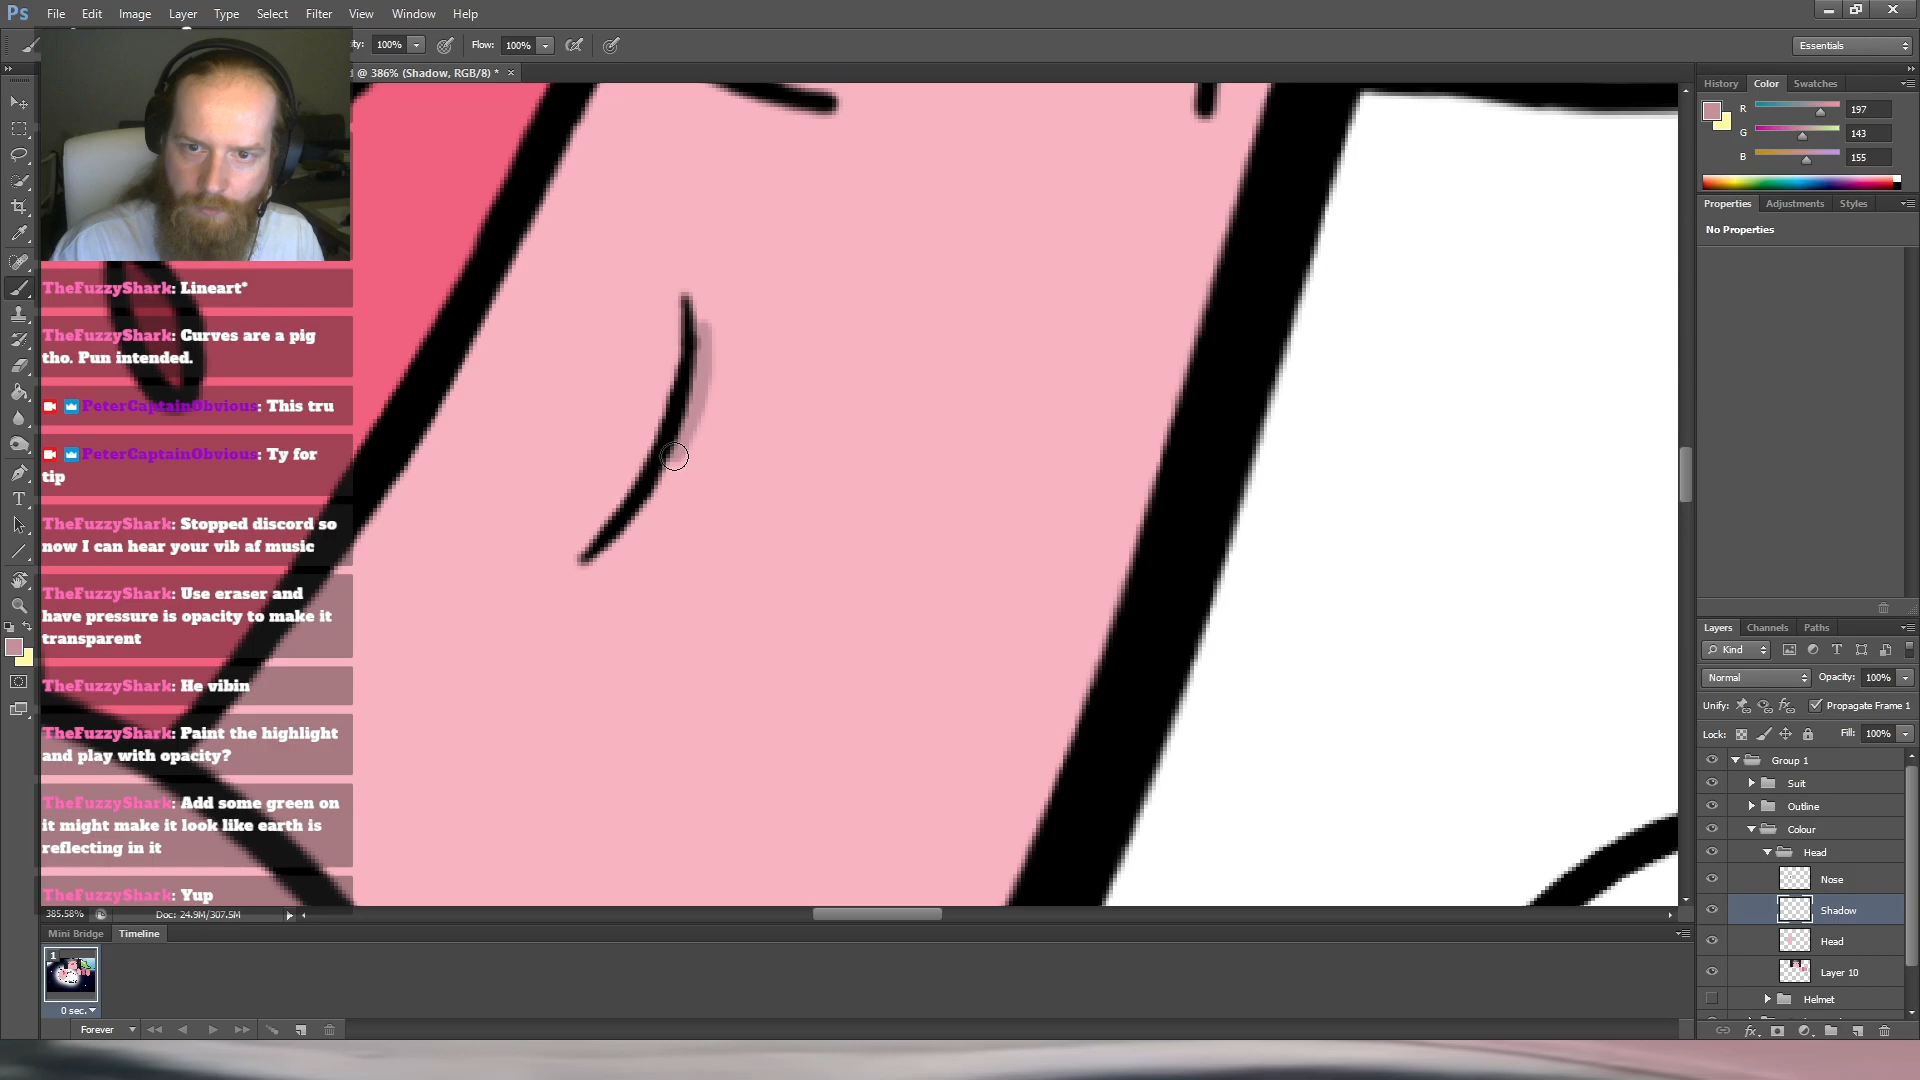 Ps File Edit Image Layer Type Select Filter View Window Help
100% Flow: 100% Essentials
@ 386% (Shadow, RGB/8) * ×
History Color Swatches
R 197
G 143
B 155
Properties Adjustments Styles
No Properties
TheFuzzyShark: Lineart*
TheFuzzyShark: Curves are a pig
tho. Pun intended.
PeterCaptainObvious: This tru
PeterCaptainObvious: Ty for
tip
TheFuzzyShark: Stopped discord so
now I can hear your vib af music
TheFuzzyShark: Use eraser and
have pressure is opacity to make it
transparent
TheFuzzyShark: He vibin
TheFuzzyShark: Paint the highlight
and play with opacity?
TheFuzzyShark: Add some green on
it might make it look like earth is
reflecting in it
TheFuzzyShark: Yup
Layers Channels Paths
Kind
Normal Opacity: 100%
Unify: Propagate Frame 1
Lock: Fill: 100%
Group 1
Suit
Outline
Colour
Head
Nose
Shadow
Head
Layer 10
Helmet
385.58% Doc: 24.9M/307.5M
Mini Bridge Timeline
1
0 sec.
Forever